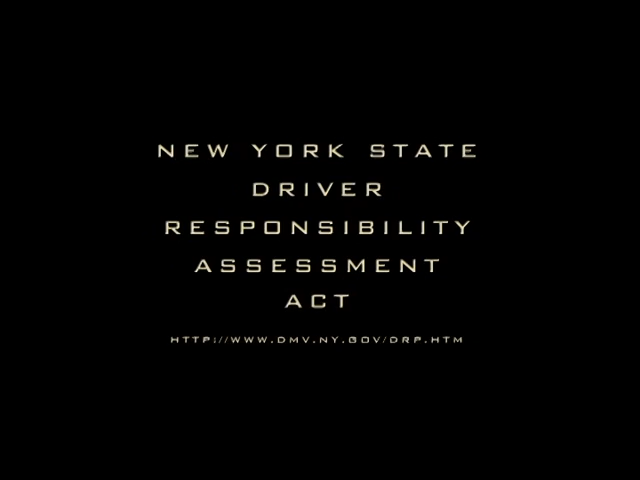 NEW YORK STATE
DRIVER
RESPONSIBILITY
ASSESSMENT
ACT
HTTP://WWW.DMV.NY.GOV/DRP.HTM